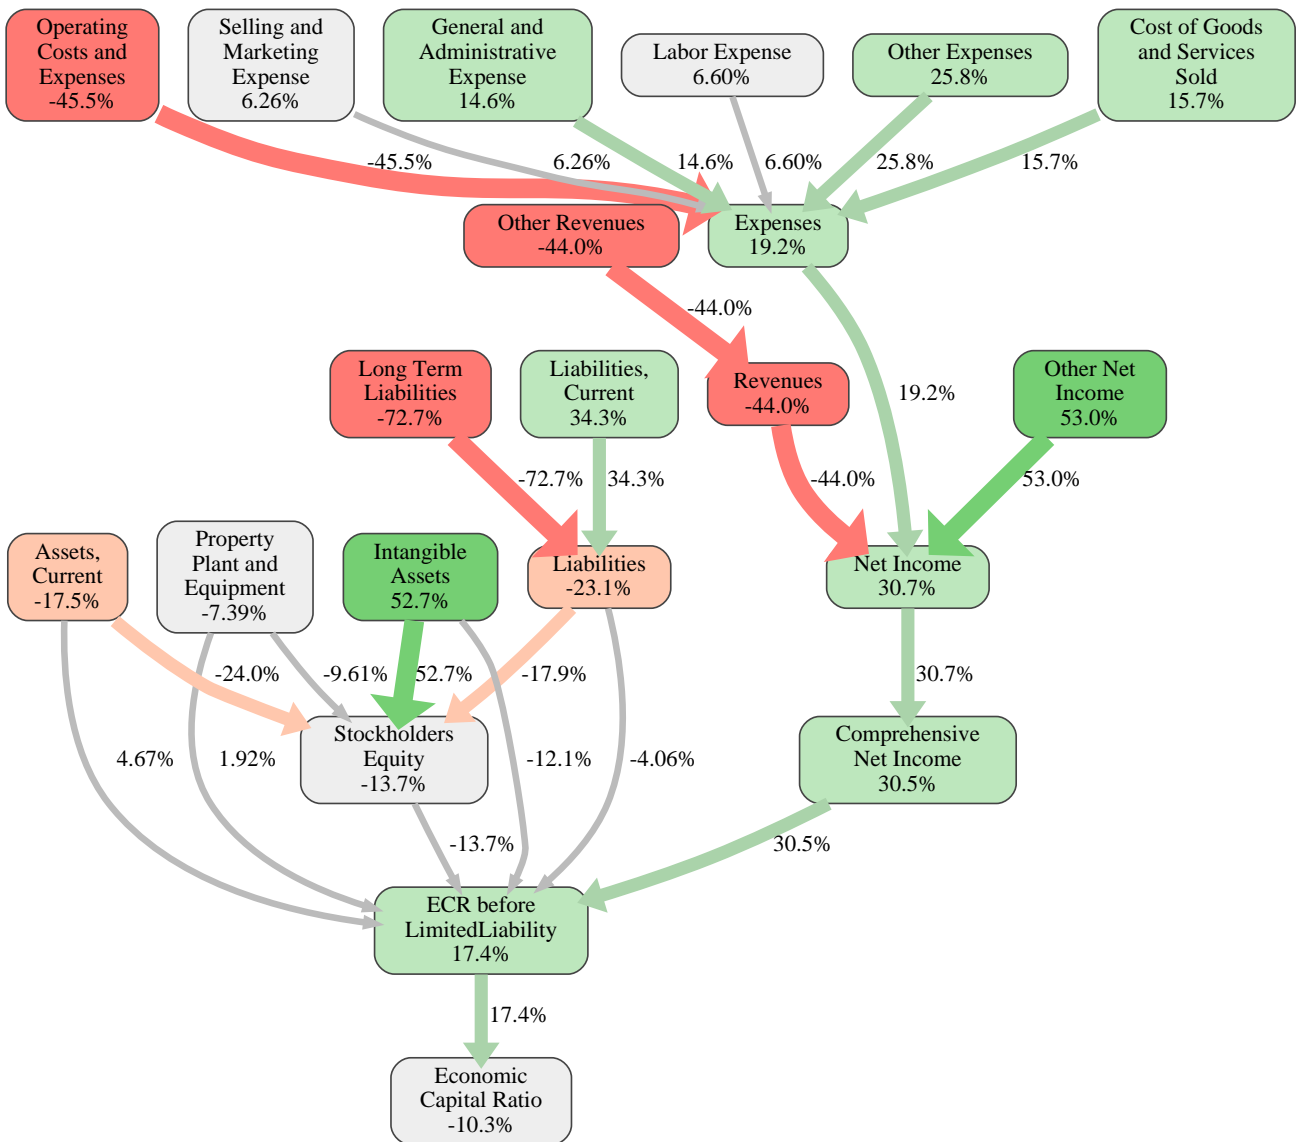 Operating
Costs and
Expenses
-45.5%
Selling and
Marketing
Expense
6.26%
General and
Administrative
Expense
14.6%
Labor Expense
6.60%
Other Expenses
25.8%
Cost of Goods
and Services
Sold
15.7%
-45.5%
6.26%
14.6%
6.60%
25.8%
15.7%
Other Revenues
-44.0%
Expenses
19.2%
-44.0%
Long Term
Liabilities
-72.7%
Liabilities,
Current
34.3%
Revenues
-44.0%
19.2%
Other Net
Income
53.0%
-72.7%
34.3%
-44.0%
53.0%
Assets,
Current
-17.5%
Property
Plant and
Equipment
-7.39%
Intangible
Assets
52.7%
Liabilities
-23.1%
Net Income
30.7%
-24.0%
-9.61%
52.7%
-17.9%
30.7%
4.67%
1.92%
Stockholders
Equity
-13.7%
-12.1%
-4.06%
Comprehensive
Net Income
30.5%
-13.7%
30.5%
ECR before
LimitedLiability
17.4%
17.4%
Economic
Capital Ratio
-10.3%